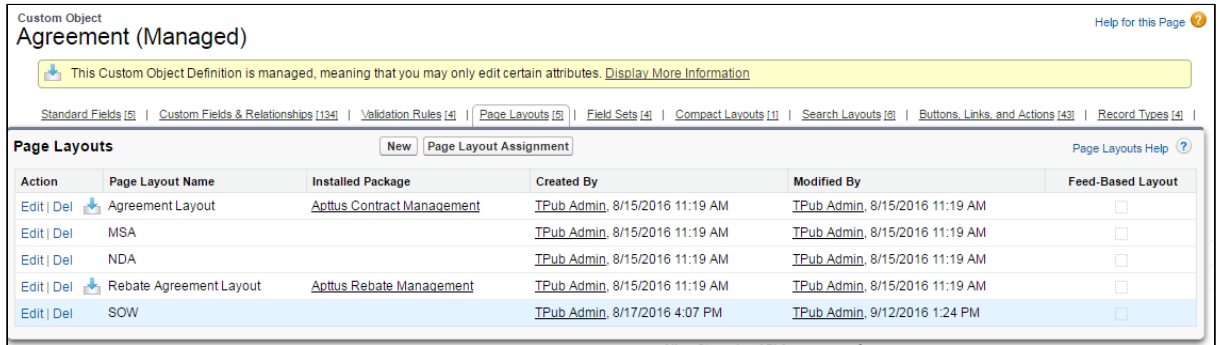 Custom Object
Agreement (Managed)
Help for this Page
This Custom Object Definition is managed, meaning that you may only edit certain attributes. Display More Information
Standard Fields [5] | Custom Fields & Relationships [134] | Validation Rules [4] | Page Layouts [5] | Field Sets [4] | Compact Layouts [1] | Search Layouts [6] | Buttons, Links, and Actions [43] | Record Types [4] |
Page Layouts New Page Layout Assignment Page Layouts Help ?
Action Page Layout Name Installed Package Created By Modified By Feed-Based Layout
Edit | Del Agreement Layout Apttus Contract Management TPub Admin, 8/15/2016 11:19 AM TPub Admin, 8/15/2016 11:19 AM
Edit | Del MSA TPub Admin, 8/15/2016 11:19 AM TPub Admin, 8/15/2016 11:19 AM
Edit | Del NDA TPub Admin, 8/15/2016 11:19 AM TPub Admin, 8/15/2016 11:19 AM
Edit | Del Rebate Agreement Layout Apttus Rebate Management TPub Admin, 8/15/2016 11:19 AM TPub Admin, 8/15/2016 11:19 AM
Edit | Del SOW TPub Admin, 8/17/2016 4:07 PM TPub Admin, 9/12/2016 1:24 PM